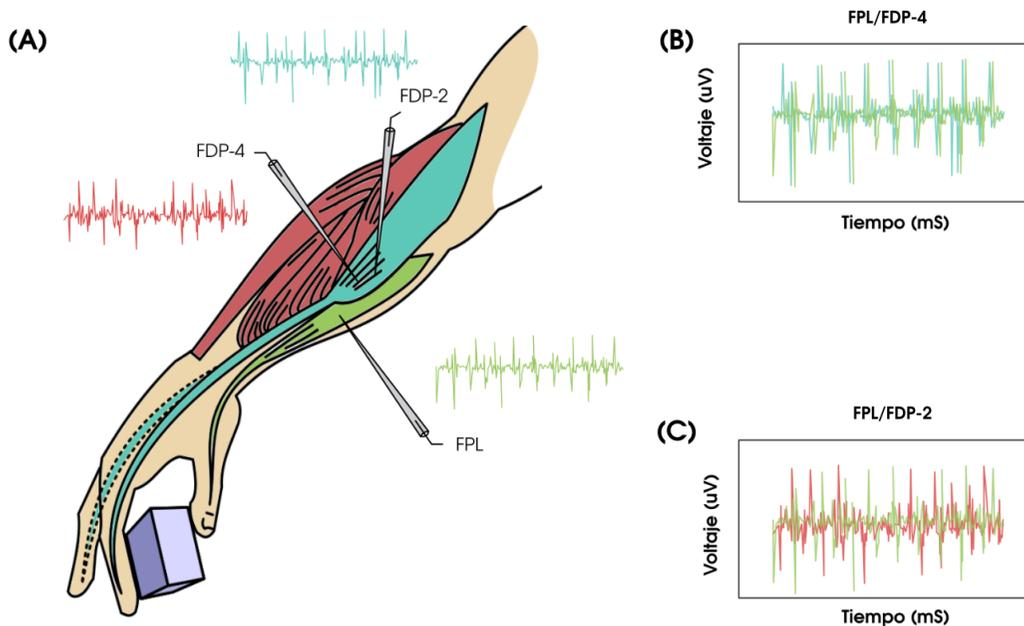 (A)
FDP-2
FDP-4
FPL
(B)
FPL/FDP-4
Voltaje (uV)
Tiempo (mS)
(C)
FPL/FDP-2
Voltaje (uV)
Tiempo (mS)